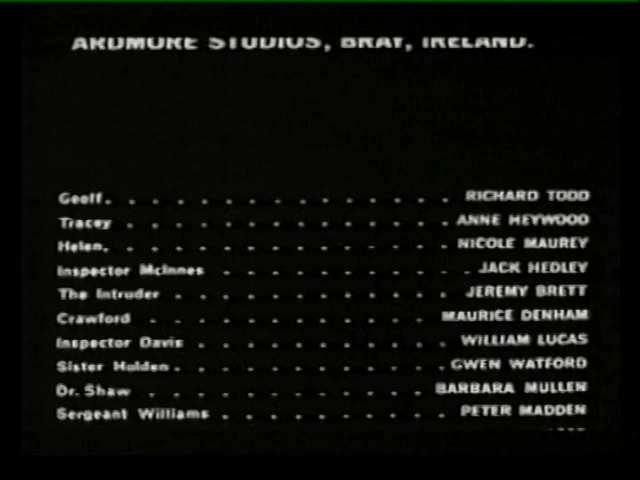 ARDMORE STUDIOS, BRAY, IRELAND.
Geoff. . . . . . . . . . . . . . . RICHARD TODD
Tracey . . . . . . . . . . . . . . ANNE HEYWOOD
Helen. . . . . . . . . . . . . . . NICOLE MAUREY
Inspector McInnes . . . . . . . . . . . JACK HEDLEY
The Intruder . . . . . . . . . . . . JEREMY BRETT
Crawford . . . . . . . . . . . . . MAURICE DENHAM
Inspector Davis . . . . . . . . . . . . WILLIAM LUCAS
Sister Holden. . . . . . . . . . . . GWEN WATFORD
Dr. Shaw . . . . . . . . . . . . . BARBARA MULLEN
Sergeant Williams . . . . . . . . . . PETER MADDEN